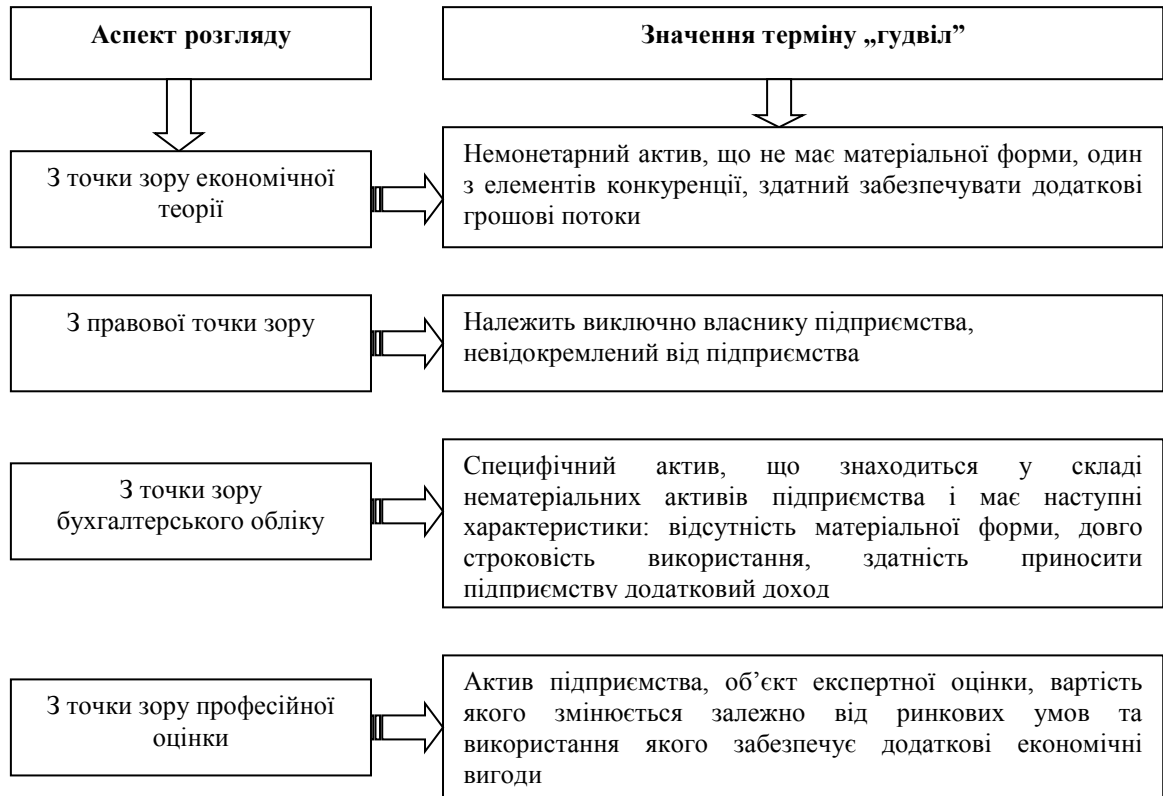 Аспект розгляду
Значення терміну „гудвіл”
З точки зору економічної
теорії
Немонетарний актив, що не має матеріальної форми, один
з елементів конкуренції, здатний забезпечувати додаткові
грошові потоки
З правової точки зору
Належить виключно власнику підприємства,
невідокремлений від підприємства
З точки зору
бухгалтерського обліку
Специфічний актив, що знаходиться у складі
нематеріальних активів підприємства і має наступні
характеристики: відсутність матеріальної форми, довго
строковість використання, здатність приносити
підприємству додатковий доход
З точки зору професійної
оцінки
Актив підприємства, об’єкт експертної оцінки, вартість
якого змінюється залежно від ринкових умов та
використання якого забезпечує додаткові економічні
вигоди